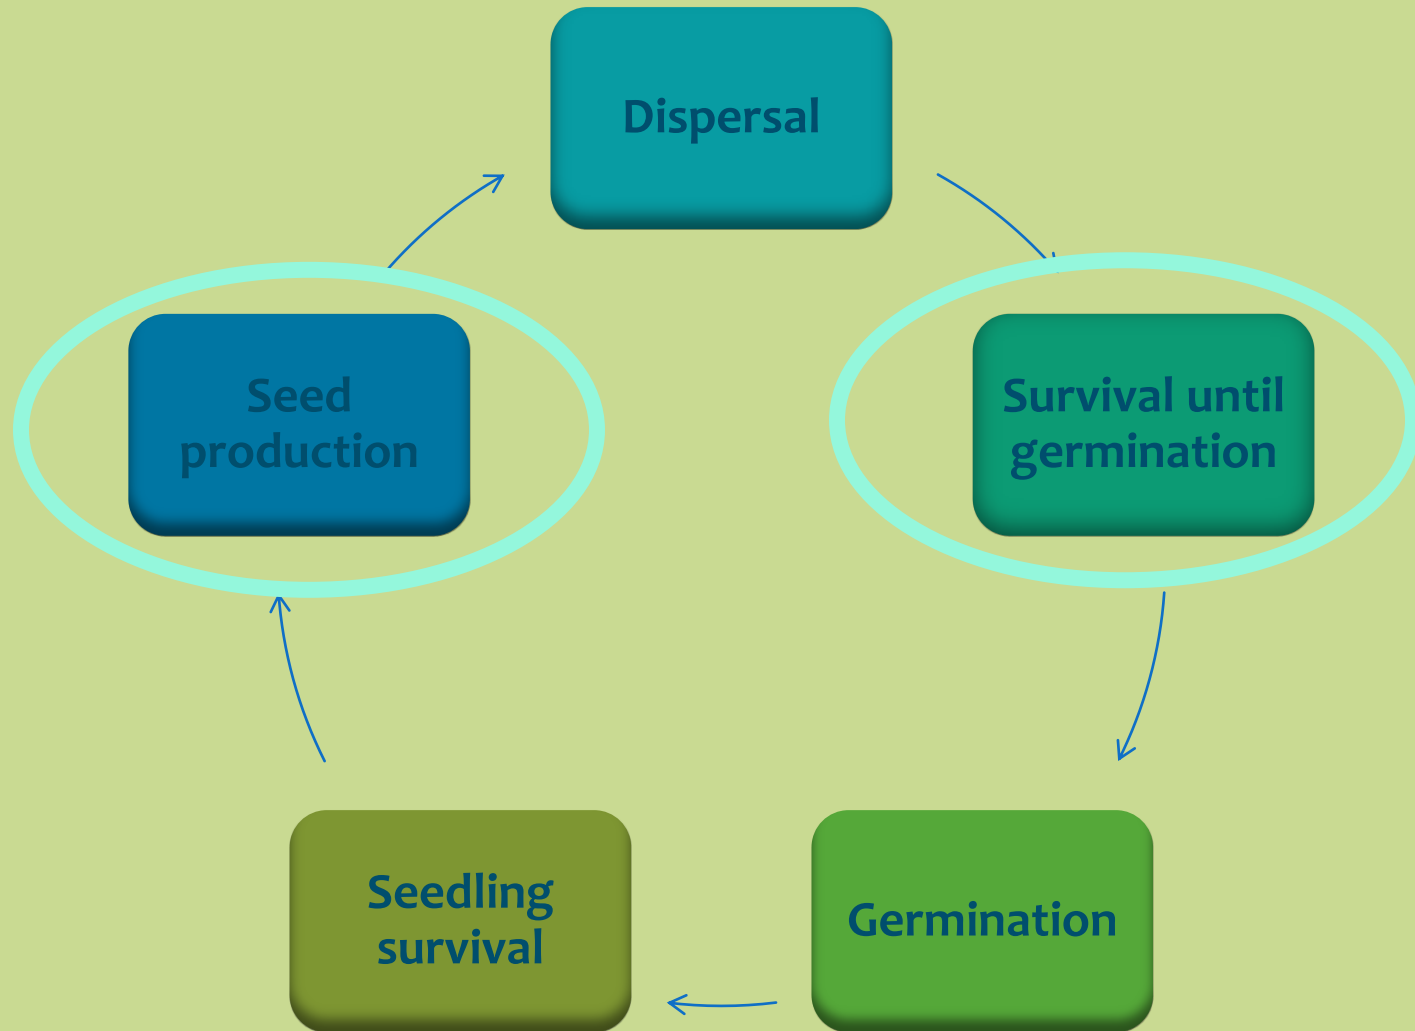 Dispersal
Seed
production
Survival until
germination
Seedling
survival
Germination